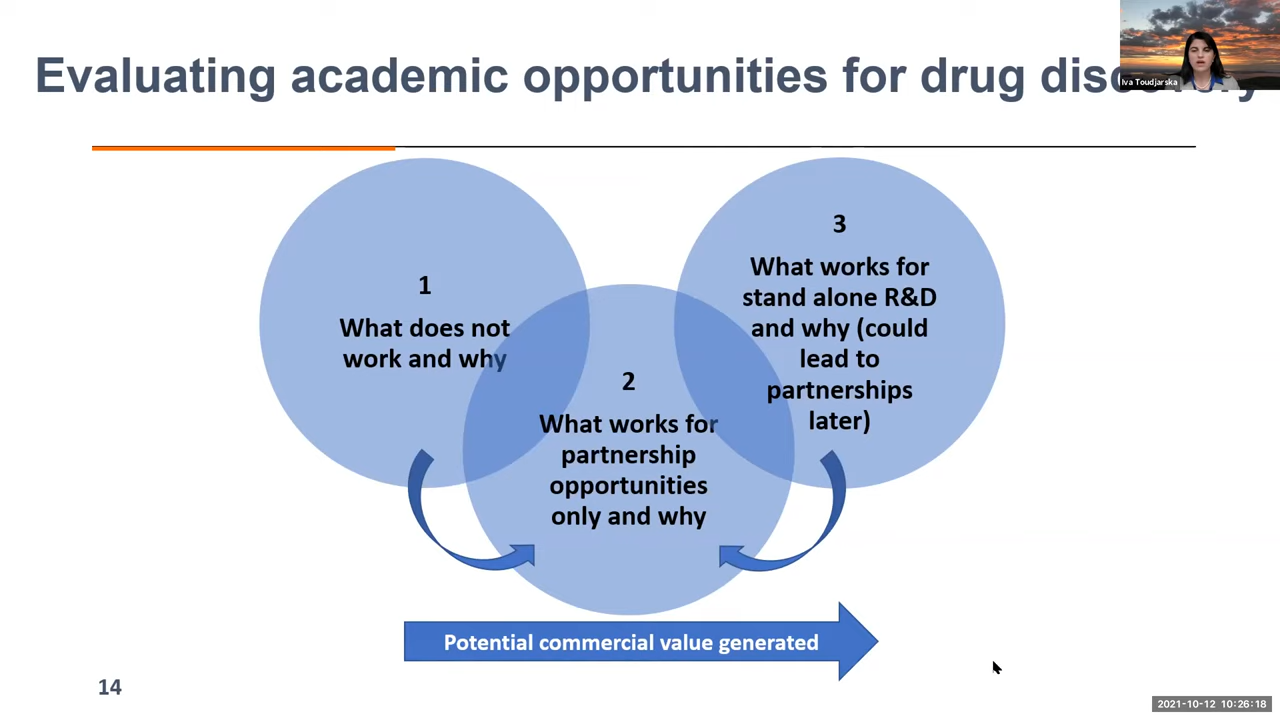 Evaluating academic opportunities for drug discovery
Iva Toudjarska
1
What does not
work and why
2
What works for
partnership
opportunities
only and why
3
What works for
stand alone R&D
and why (could
lead to
partnerships
later)
Potential commercial value generated
14
2021-10-12 10:26:18